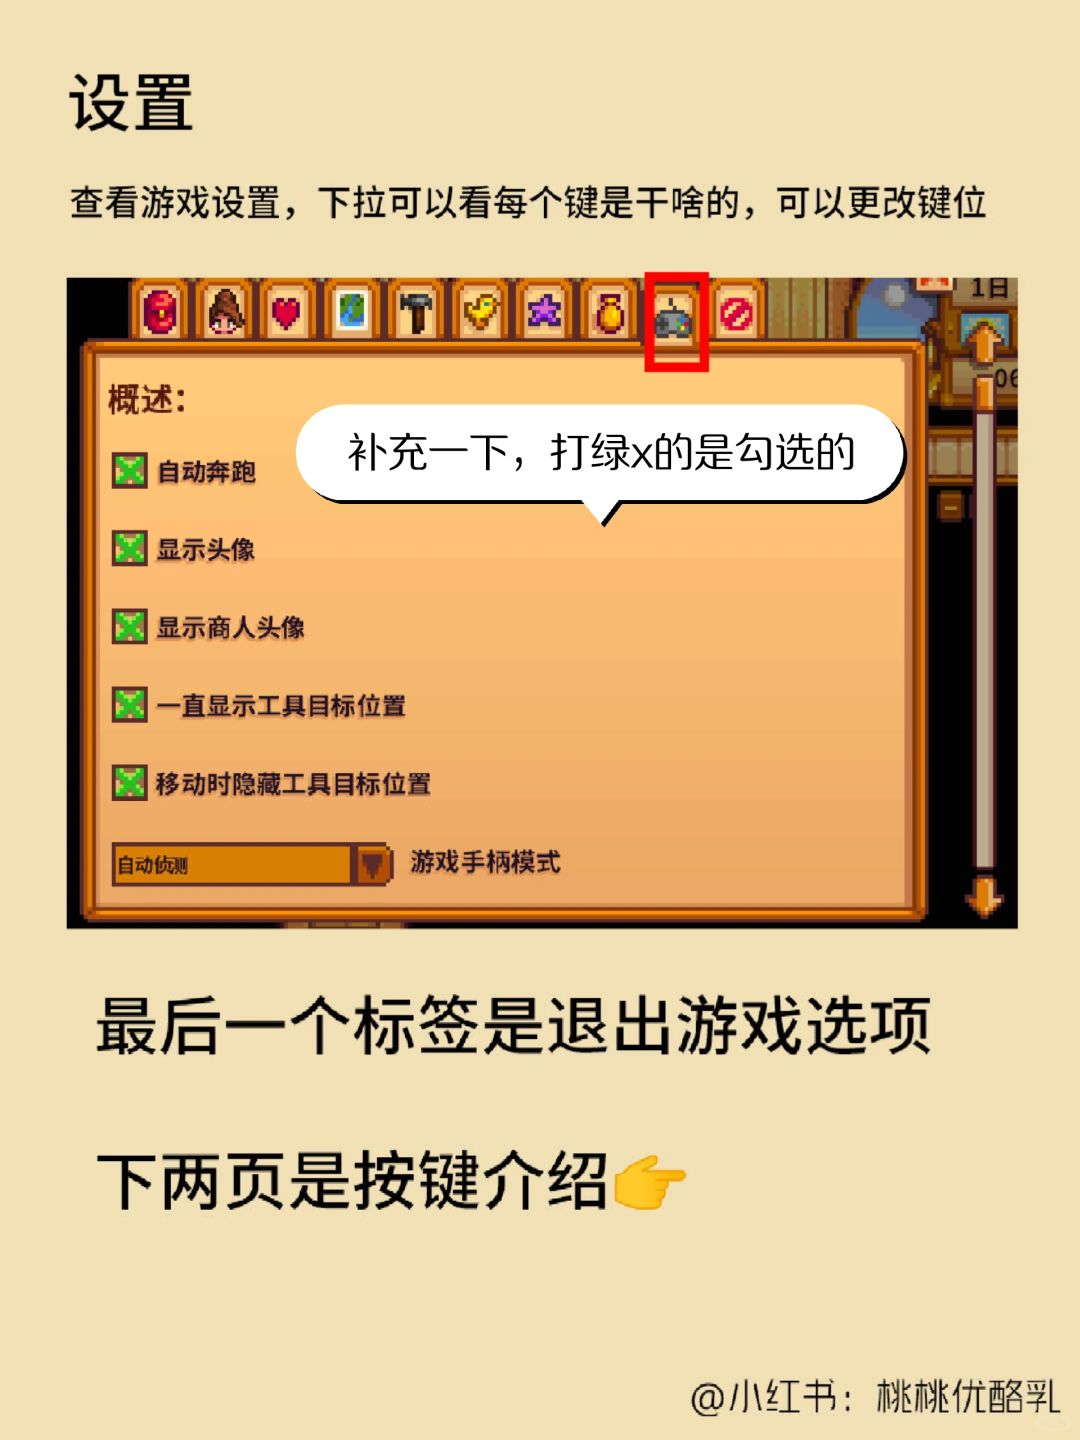 设置
查看游戏设置，下拉可以看每个键是干啥的，可以更改键位
1日
06
概述：
补充一下，打绿x的是勾选的
自动奔跑
显示头像
显示商人头像
一直显示工具目标位置
移动时隐藏工具目标位置
自动侦测 游戏手柄模式
最后一个标签是退出游戏选项
下两页是按键介绍👉
@小红书：桃桃优酪乳